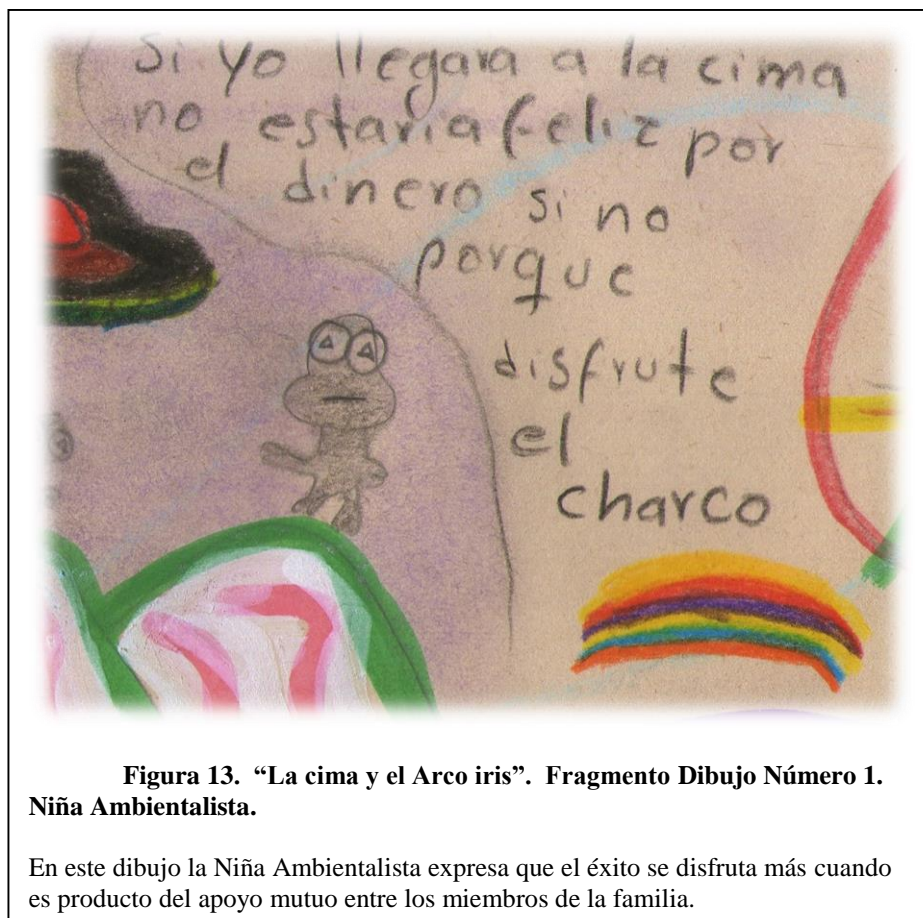 Si yo llegara a la cima
no estaria feliz por
el dinero si no
porque
disfrute
el
charco
Figura 13. “La cima y el Arco iris”. Fragmento Dibujo Número 1.
Niña Ambientalista.
En este dibujo la Niña Ambientalista expresa que el éxito se disfruta más cuando
es producto del apoyo mutuo entre los miembros de la familia.